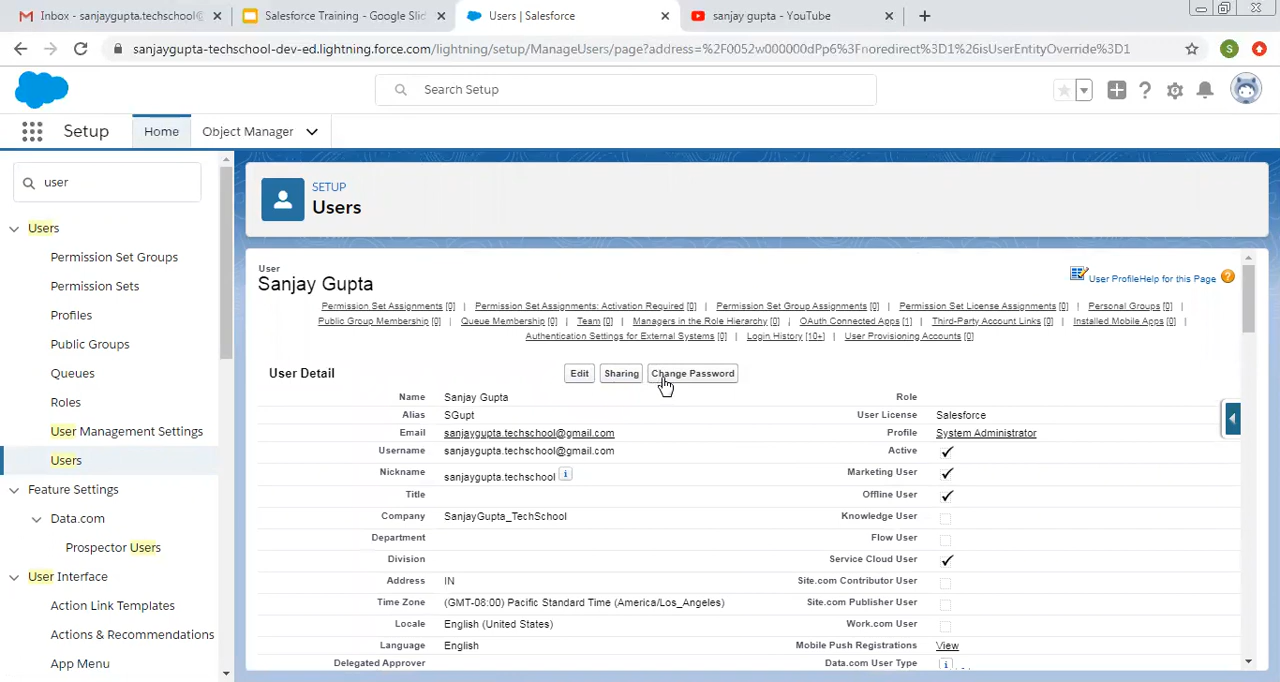 Inbox - sanjaygupta.techschool@
Salesforce Training - Google Slid
Users | Salesforce
sanjay gupta - YouTube
sanjaygupta-techschool-dev-ed.lightning.force.com/lightning/setup/ManageUsers/page?address=%2F0052w000000dPp6%3Fnoredirect%3D1%26isUserEntityOverride%3D1
S
Search Setup
Setup
Home
Object Manager
user
Users
Permission Set Groups
Permission Sets
Profiles
Public Groups
Queues
Roles
User Management Settings
Users
Feature Settings
Data.com
Prospector Users
User Interface
Action Link Templates
Actions & Recommendations
App Menu
SETUP
Users
User
Sanjay Gupta
User Profile Help for this Page
Permission Set Assignments [0] | Permission Set Assignments: Activation Required [0] | Permission Set Group Assignments [0] | Permission Set License Assignments [0] | Personal Groups [0] |
Public Group Membership [0] | Queue Membership [0] | Team [0] | Managers in the Role Hierarchy [0] | OAuth Connected Apps [1] | Third-Party Account Links [0] | Installed Mobile Apps [0] |
Authentication Settings for External Systems [0] | Login History [10+] | User Provisioning Accounts [0]
User Detail
Edit
Sharing
Change Password
Name Sanjay Gupta
Role
Alias SGupt
User License Salesforce
Email sanjaygupta.techschool@gmail.com
Profile System Administrator
Username sanjaygupta.techschool@gmail.com
Active
Nickname sanjaygupta.techschool i
Marketing User
Title
Offline User
Company SanjayGupta_TechSchool
Knowledge User
Department
Flow User
Division
Service Cloud User
Address IN
Site.com Contributor User
Time Zone (GMT-08:00) Pacific Standard Time (America/Los_Angeles)
Site.com Publisher User
Locale English (United States)
Work.com User
Language English
Mobile Push Registrations View
Delegated Approver
Data.com User Type i